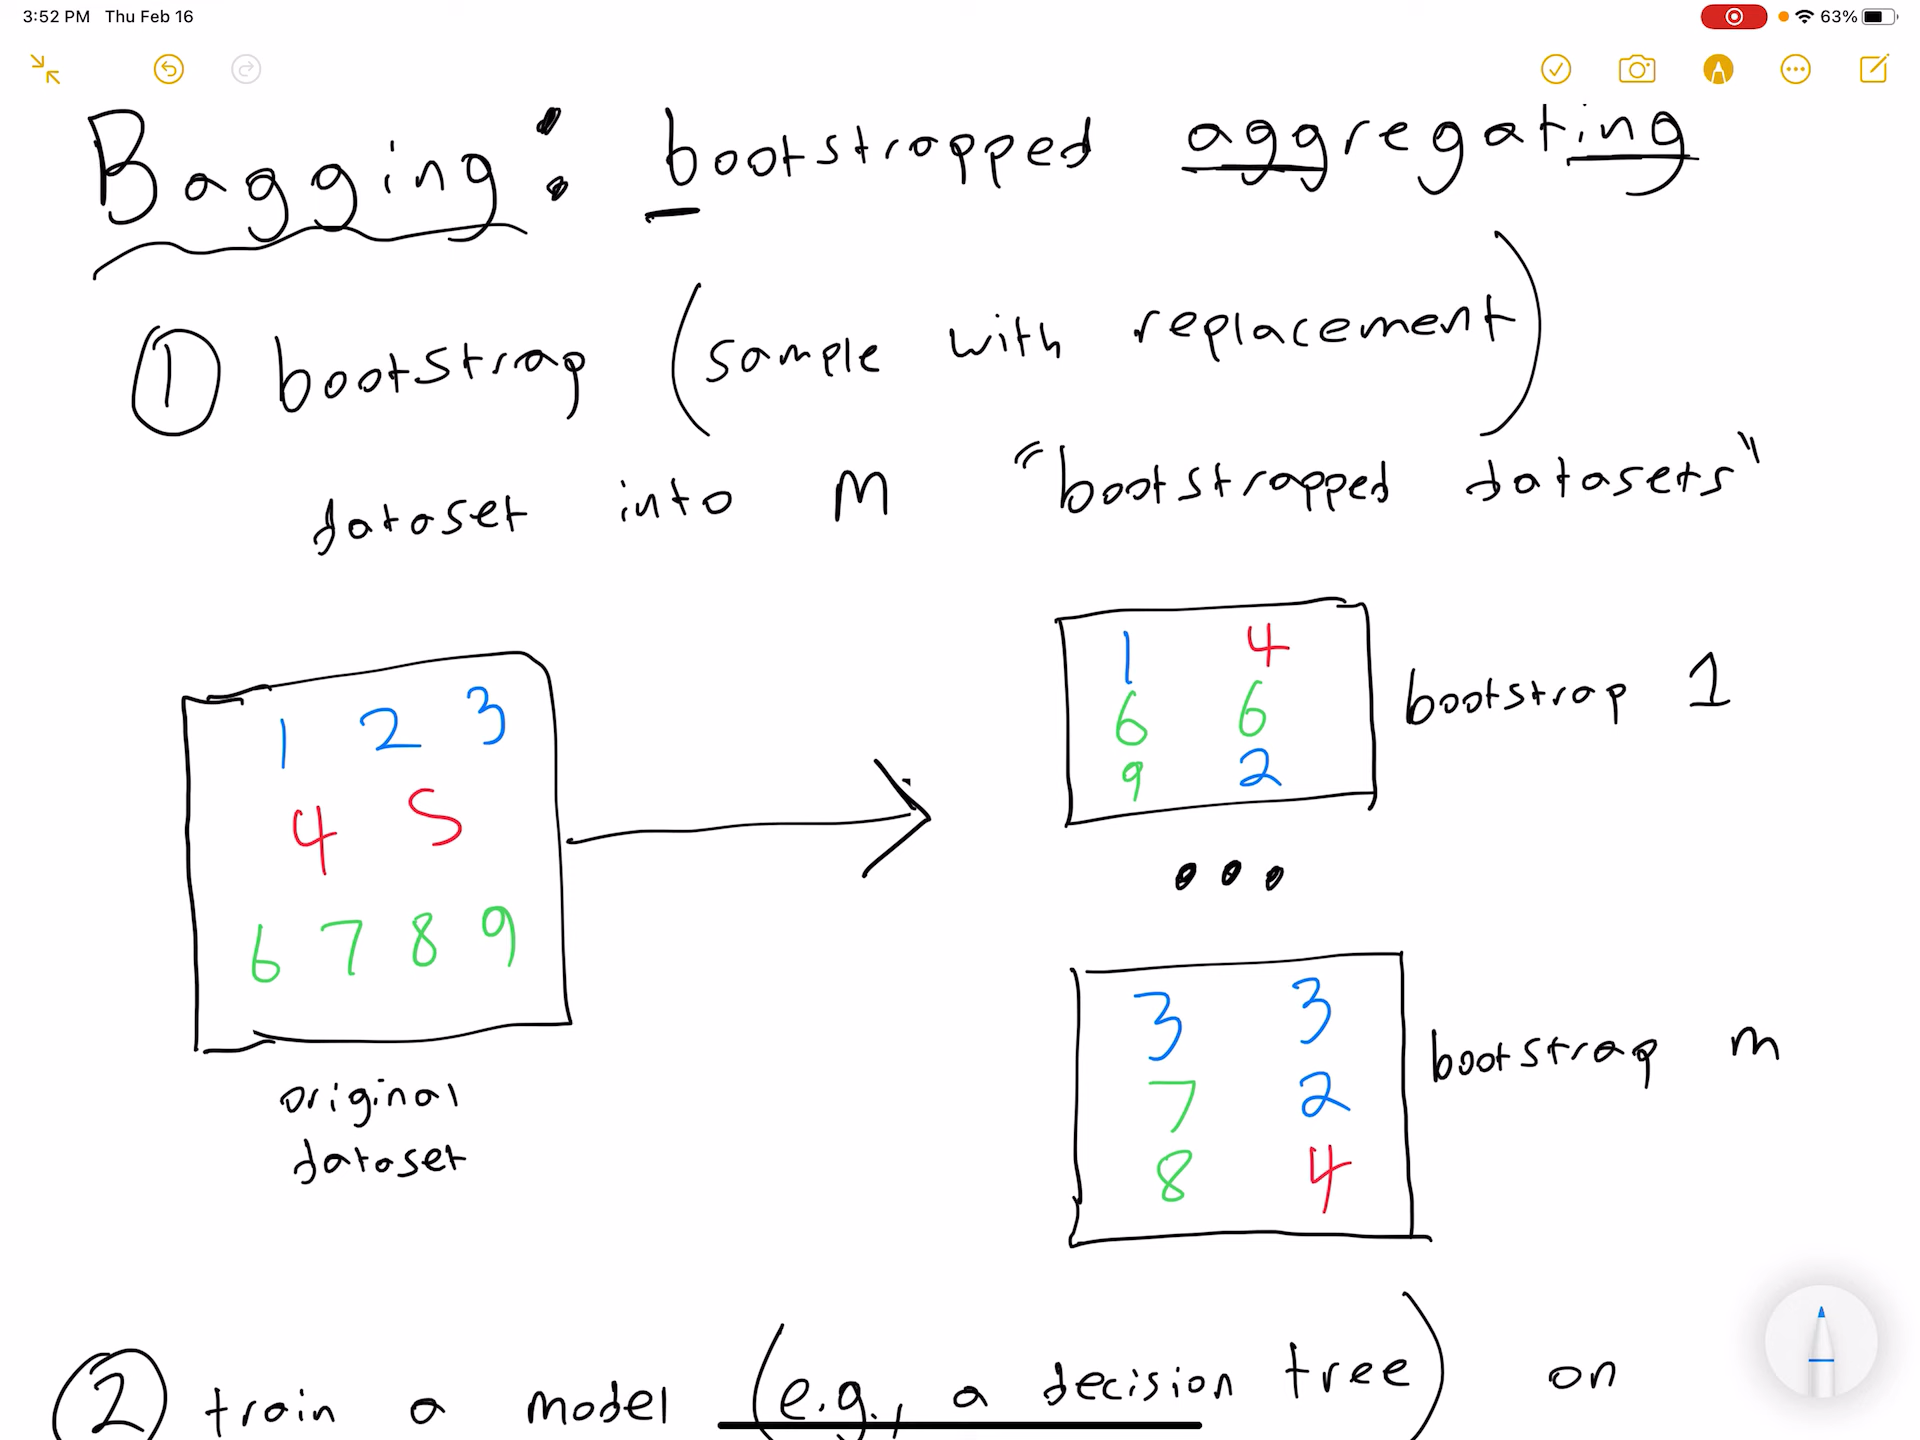 3:52 PM Thu Feb 16 63%
Bagging: bootstrapped aggregating
① bootstrap (sample with replacement)
dataset into m "bootstrapped datasets"
1 2 3
4 5
6 7 8 9
original
dataset
1 4
6 6
9 2
bootstrap 1
...
3 3
7 2
8 4
bootstrap m
② train a model (e.g., a decision tree) on